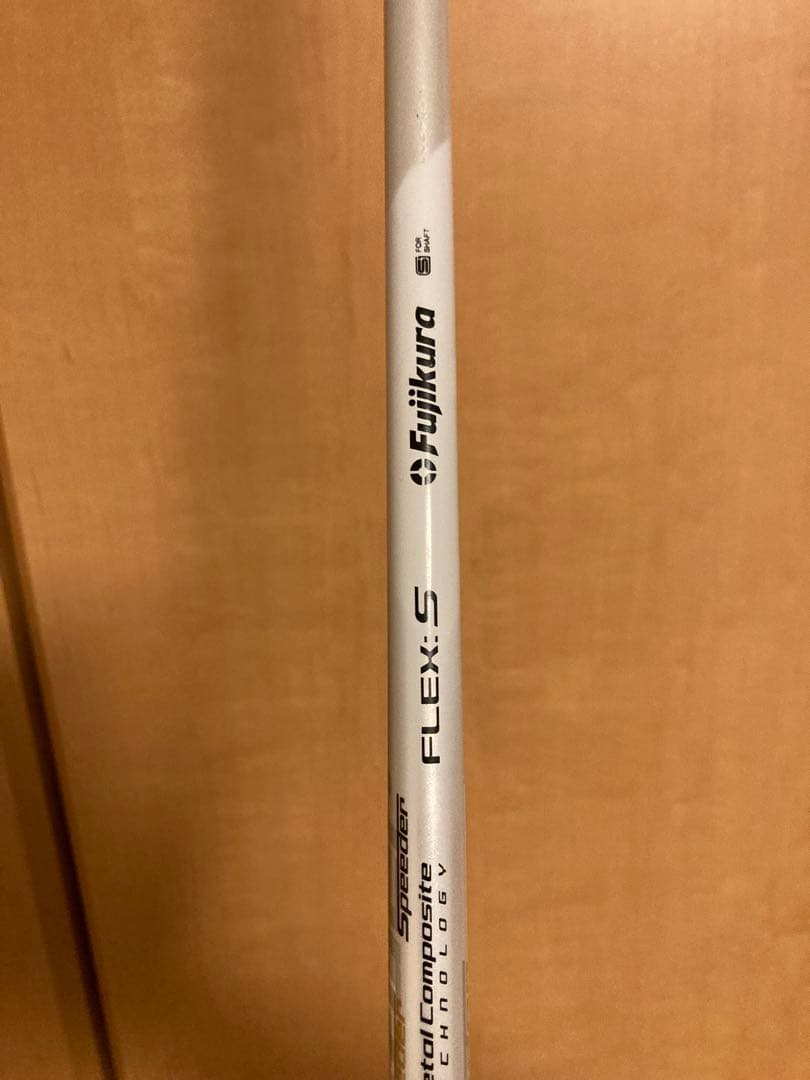 S FOR
SHAFT
Fujikura
FLEX: S
Speeder
etal Composite
CHNOLOGY